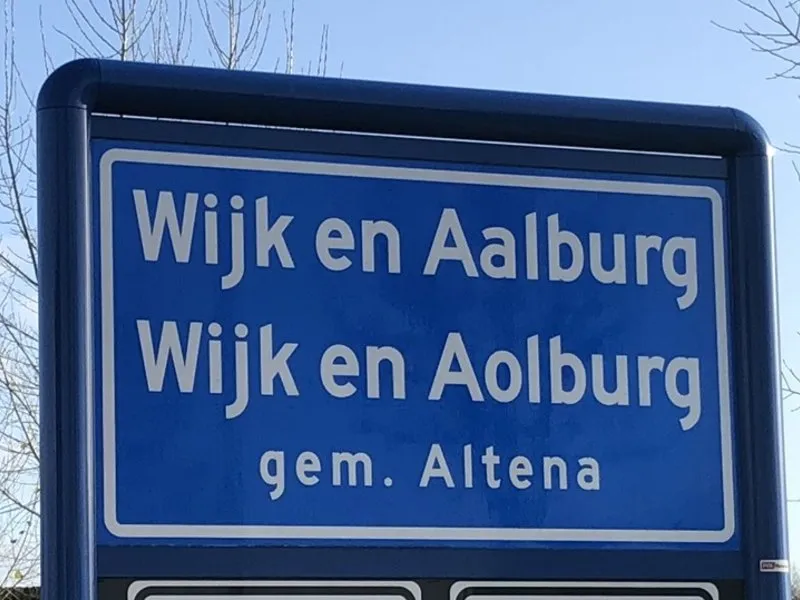 Wijk en Aalburg
Wijk en Aolburg
gem. Altena